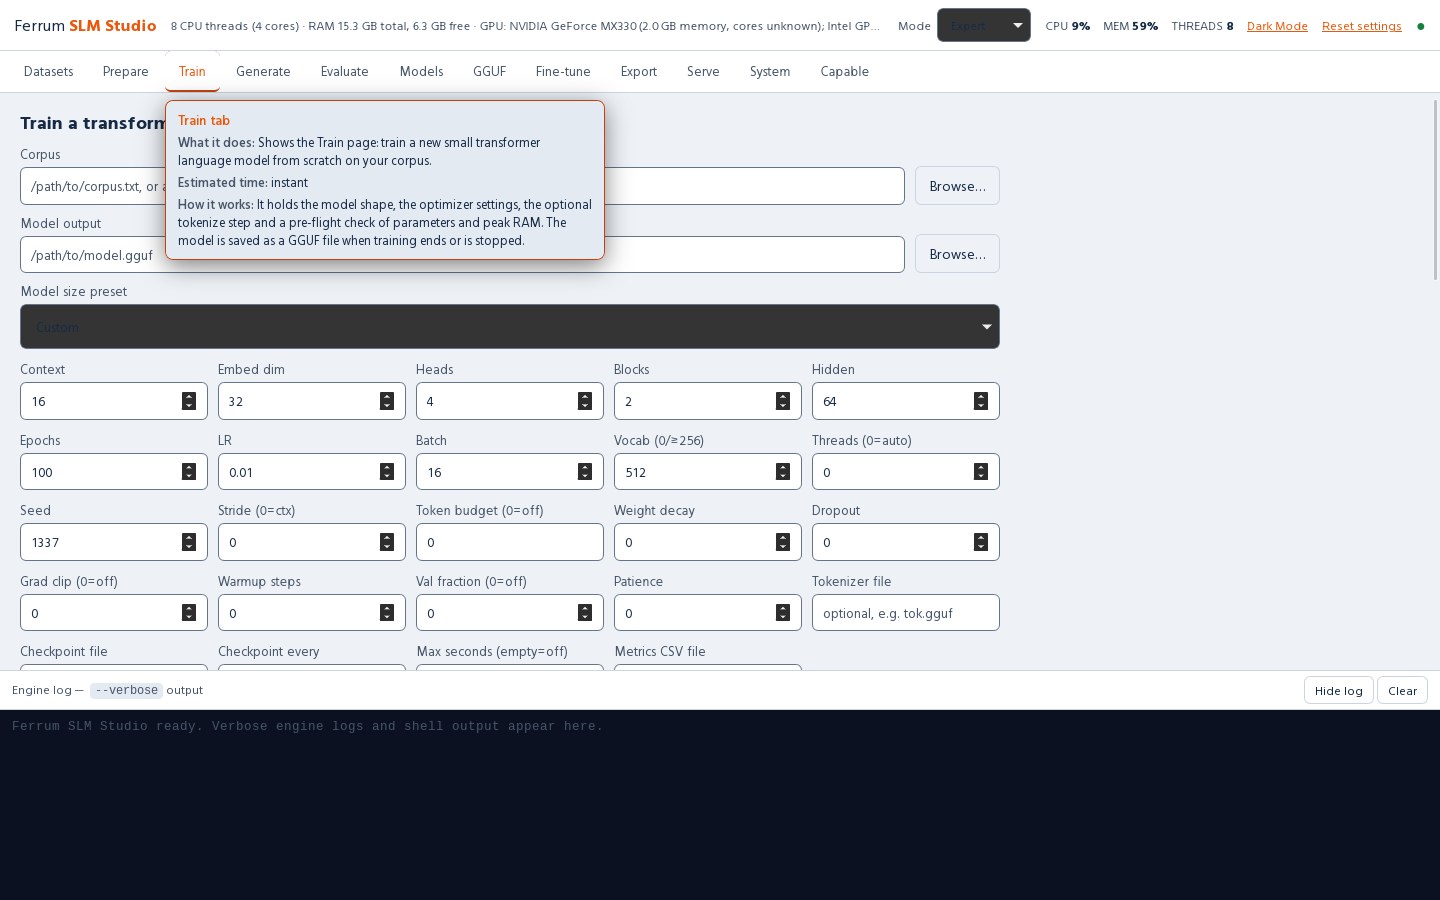 Ferrum SLM Studio
8 CPU threads (4 cores) · RAM 15.3 GB total, 6.3 GB free · GPU: NVIDIA GeForce MX330 (2.0 GB memory, cores unknown); Intel GP...
Mode
Expert
CPU 9%
MEM 59%
THREADS 8
Dark Mode
Reset settings
Datasets
Prepare
Train
Generate
Evaluate
Models
GGUF
Fine-tune
Export
Serve
System
Capable
Train a transform
Train tab
What it does: Shows the Train page: train a new small transformer
language model from scratch on your corpus.
Estimated time: instant
How it works: It holds the model shape, the optimizer settings, the optional
tokenize step and a pre-flight check of parameters and peak RAM. The
model is saved as a GGUF file when training ends or is stopped.
Corpus
/path/to/corpus.txt, or a
Browse...
Model output
/path/to/model.gguf
Browse...
Model size preset
Custom
Context
Embed dim
Heads
Blocks
Hidden
16
32
4
2
64
Epochs
LR
Batch
Vocab (0/≥256)
Threads (0=auto)
100
0.01
16
512
0
Seed
Stride (0=ctx)
Token budget (0=off)
Weight decay
Dropout
1337
0
0
0
0
Grad clip (0=off)
Warmup steps
Val fraction (0=off)
Patience
Tokenizer file
0
0
0
0
optional, e.g. tok.gguf
Checkpoint file
Checkpoint every
Max seconds (empty=off)
Metrics CSV file
Engine log — --verbose output
Hide log
Clear
Ferrum SLM Studio ready. Verbose engine logs and shell output appear here.